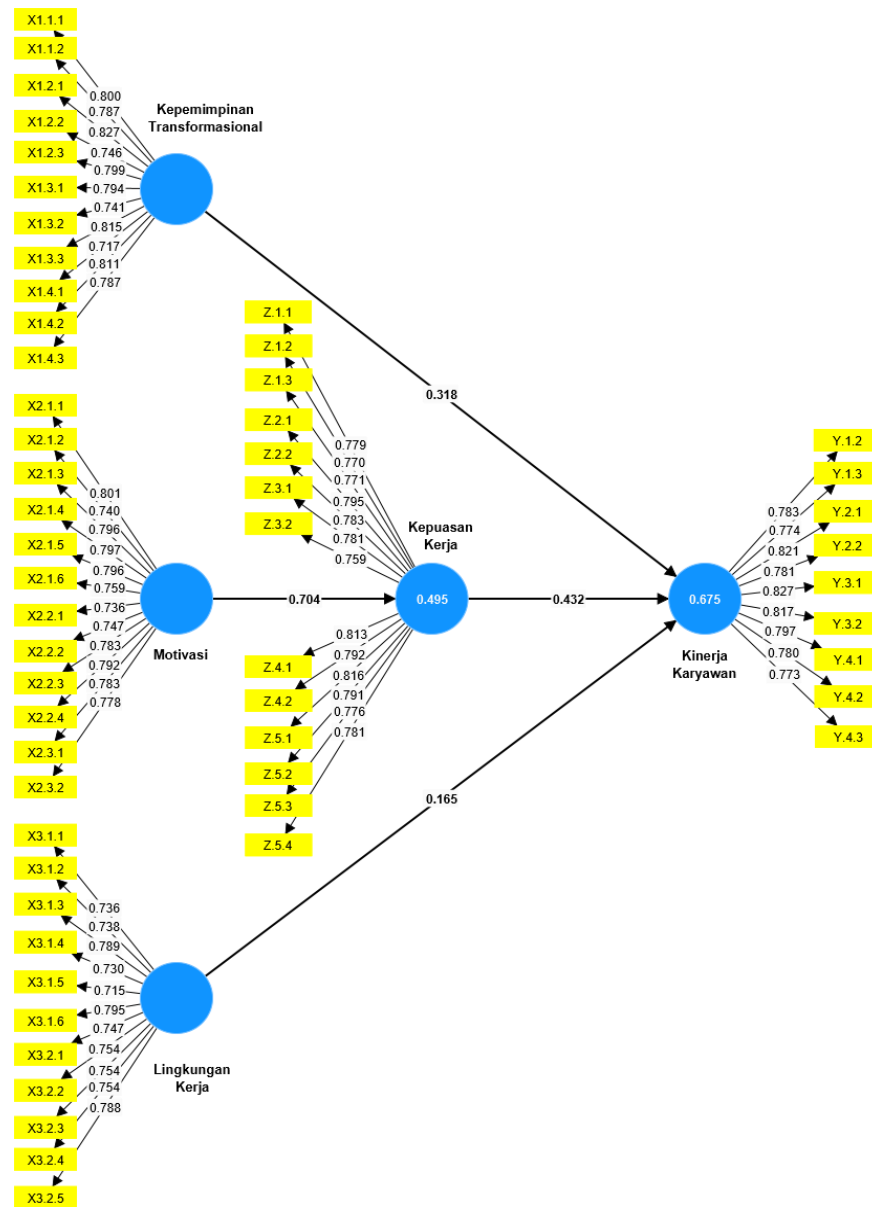 X1.1.1
X1.1.2
X1.2.1
X1.2.2
X1.2.3
X1.3.1
X1.3.2
X1.3.3
X1.4.1
X1.4.2
X1.4.3
0.800
0.787
0.827
0.746
0.799
0.794
0.741
0.815
0.717
0.811
0.787
Kepemimpinan
Transformasional
0.318
X2.1.1
X2.1.2
X2.1.3
X2.1.4
X2.1.5
X2.1.6
X2.2.1
X2.2.2
X2.2.3
X2.2.4
X2.3.1
X2.3.2
0.801
0.740
0.796
0.797
0.796
0.759
0.736
0.747
0.783
0.792
0.783
0.778
Motivasi
0.704
Z.1.1
Z.1.2
Z.1.3
Z.2.1
Z.2.2
Z.3.1
Z.3.2
0.779
0.770
0.771
0.795
0.783
0.781
0.759
Kepuasan
Kerja
0.495
0.432
0.813
0.792
0.816
0.791
0.776
0.781
Z.4.1
Z.4.2
Z.5.1
Z.5.2
Z.5.3
Z.5.4
0.675
Kinerja
Karyawan
0.783
0.774
0.821
0.781
0.827
0.817
0.797
0.780
0.773
Y.1.2
Y.1.3
Y.2.1
Y.2.2
Y.3.1
Y.3.2
Y.4.1
Y.4.2
Y.4.3
0.165
X3.1.1
X3.1.2
X3.1.3
X3.1.4
X3.1.5
X3.1.6
X3.2.1
X3.2.2
X3.2.3
X3.2.4
X3.2.5
0.736
0.738
0.789
0.730
0.715
0.795
0.747
0.754
0.754
0.754
0.788
Lingkungan
Kerja